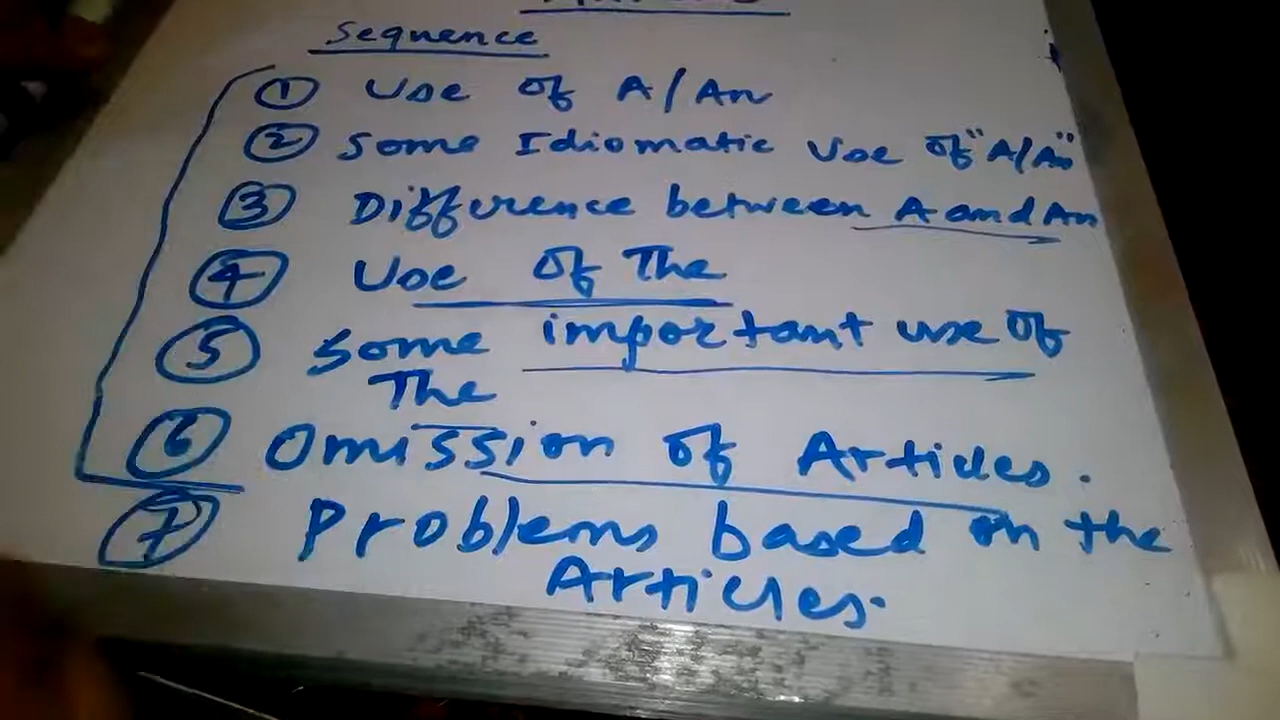 Sequence
① Use of A/An
② Some Idiomatic Use of "A/An"
③ Difference between A and An
④ Use of The
⑤ Some important use of
The
⑥ Omission of Articles.
⑦ Problems based on the
Articles.